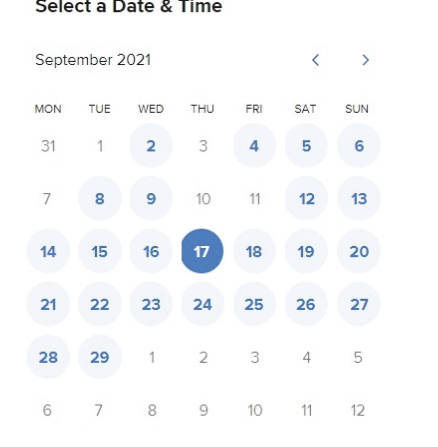 Select a Date & Time
September 2021
MON TUE WED THU FRI SAT SUN
31 1 2 3 4 5 6
7 8 9 10 11 12 13
14 15 16 17 18 19 20
21 22 23 24 25 26 27
28 29 1 2 3 4 5
6 7 8 9 10 11 12